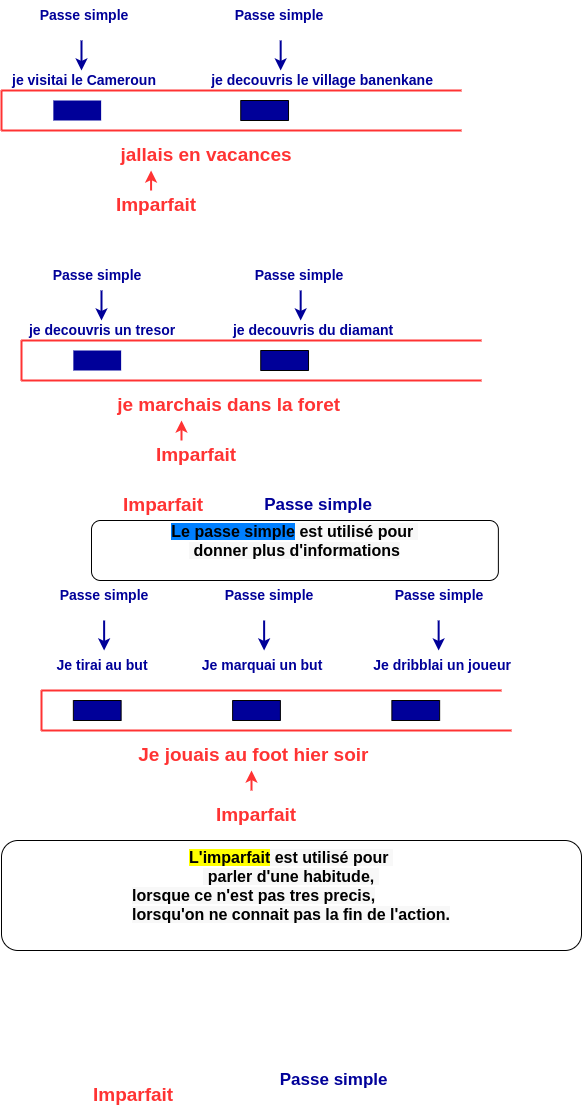 Passe simple
Passe simple
je visitai le Cameroun
je decouvris le village banenkane
jallais en vacances
Imparfait
Passe simple
Passe simple
je decouvris un tresor
je decouvris du diamant
je marchais dans la foret
Imparfait
Imparfait
Passe simple
Le passe simple est utilisé pour
donner plus d'informations
Passe simple
Passe simple
Passe simple
Je tirai au but
Je marquai un but
Je dribblai un joueur
Je jouais au foot hier soir
Imparfait
L'imparfait est utilisé pour
parler d'une habitude,
lorsque ce n'est pas tres precis,
lorsqu'on ne connait pas la fin de l'action.
Passe simple
Imparfait